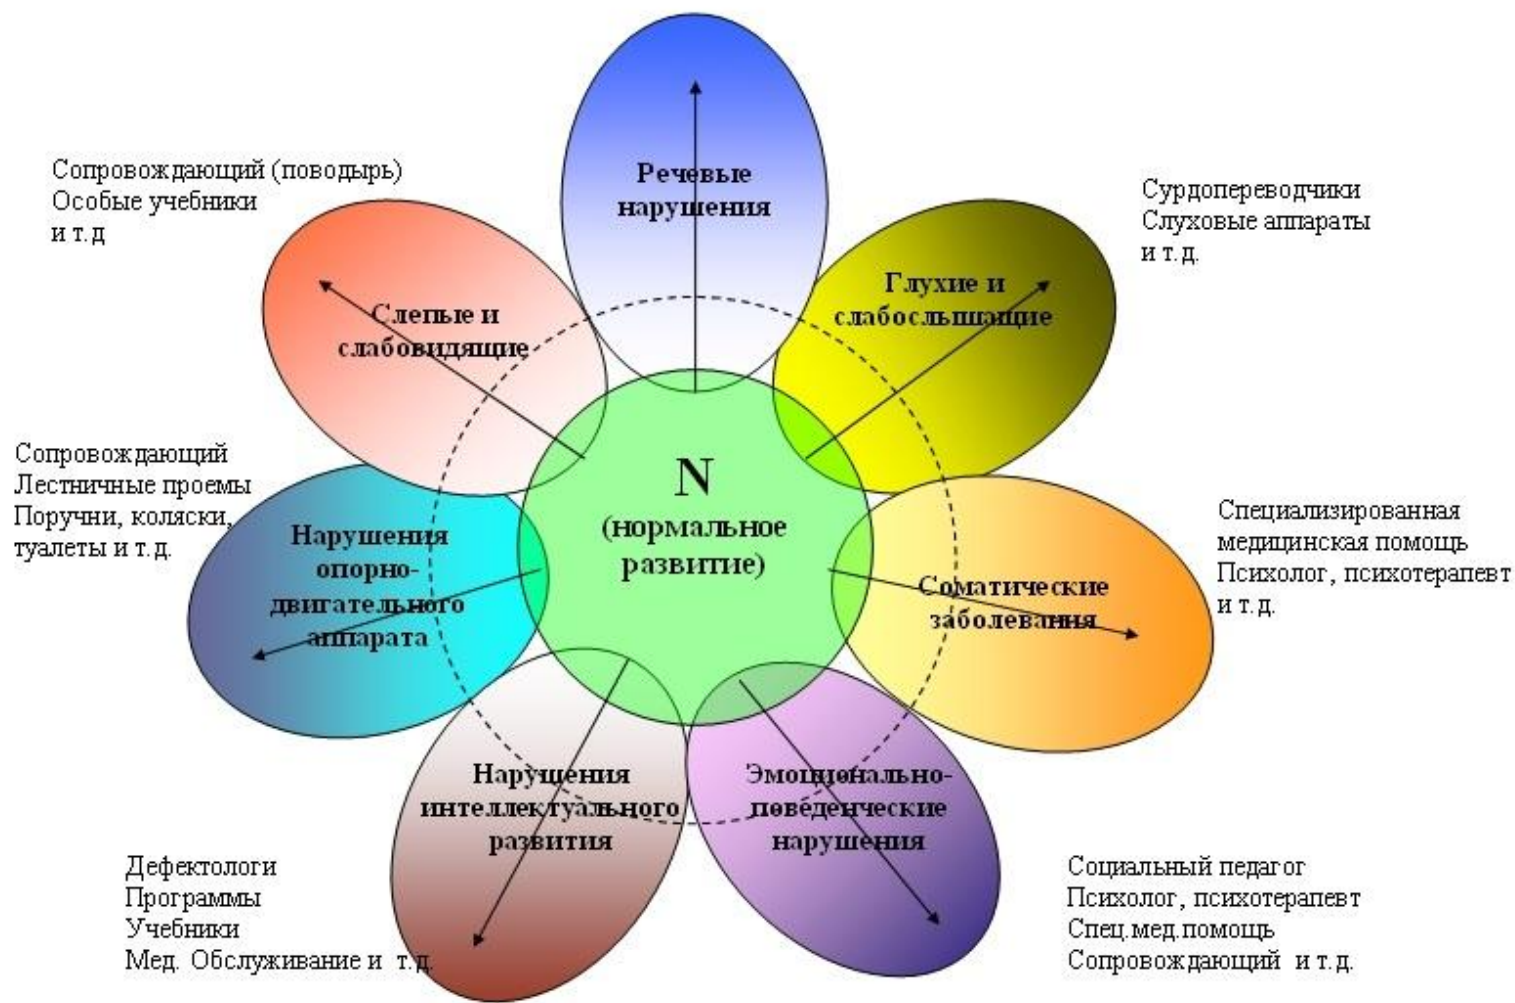 Речевые
нарушения
Сопровождающий (поводырь)
Особые учебники
и т.д
Сурдопереводчики
Слуховые аппараты
и т.д.
Слепые и
слабовидящие
Глухие и
слабослышащие
Сопровождающий
Лестничные проемы
Поручни, коляски,
туалеты и т.д.
N
(нормальное
развитие)
Специализированная
медицинская помощь
Психолог, психотерапевт
и т.д.
Нарушения
опорно-
двигательного
аппарата
Соматические
заболевания
Нарушения
интеллектуального
развития
Эмоционально-
поведенческие
нарушения
Дефектологи
Программы
Учебники
Мед. Обслуживание и т.д.
Социальный педагог
Психолог, психотерапевт
Спец.мед.помощь
Сопровождающий и т.д.